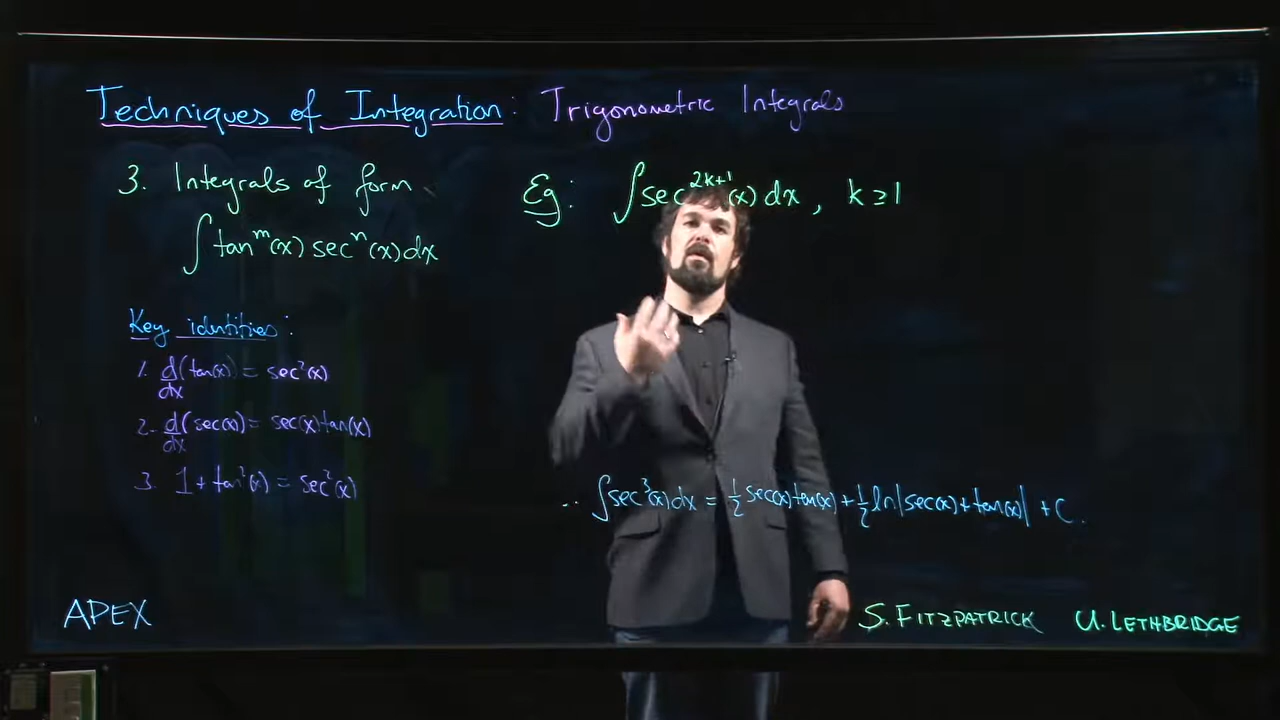 Techniques of Integration: Trigonometric Integrals
3. Integrals of form
∫tan^m(x) sec^n(x)dx
Eg: ∫sec^{2k+1}(x) dx, k ≥ 1
Key identities:
1. d/dx(tan(x)) = sec²(x)
2. d/dx(sec(x)) = sec(x)tan(x)
3. 1 + tan²(x) = sec²(x)
∴ ∫sec³(x)dx = ½ sec(x)tan(x) + ½ ln|sec(x)+tan(x)| + C.
APEX
S. FITZPATRICK U. LETHBRIDGE